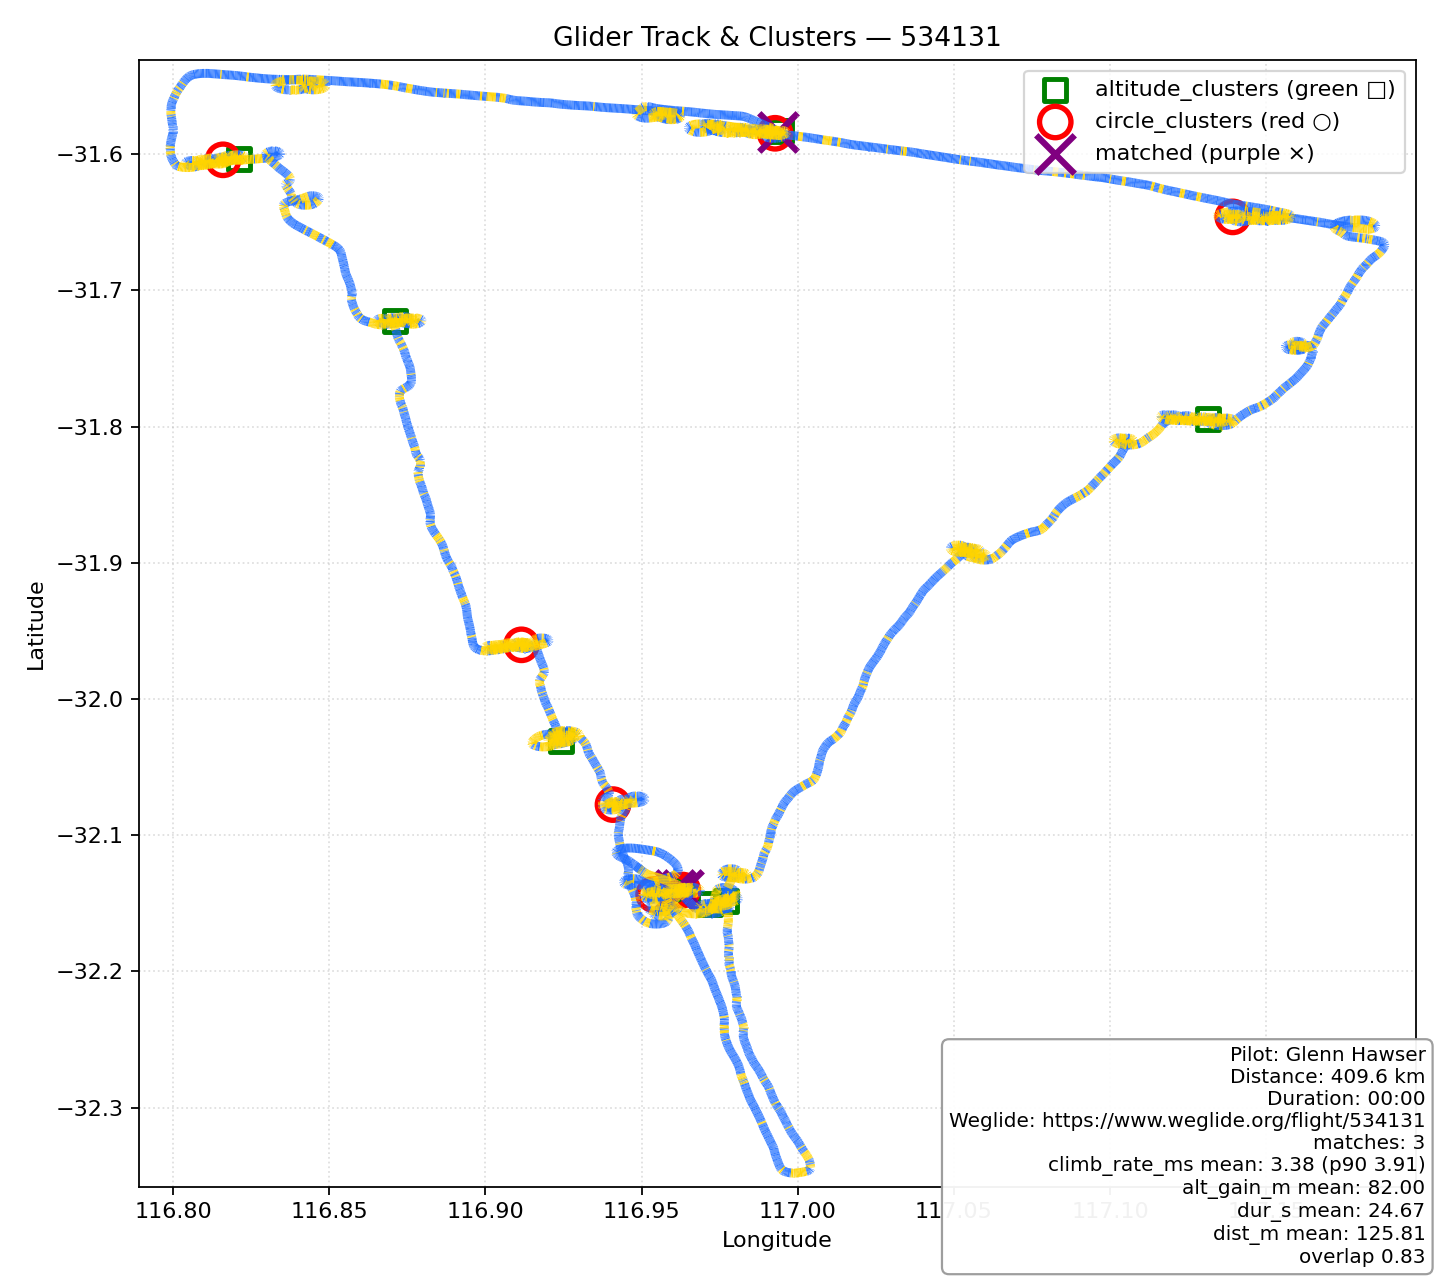 Glider Track & Clusters — 534131
altitude_clusters (green □)
circle_clusters (red ○)
matched (purple ×)
−31.6
−31.7
−31.8
−31.9
−32.0
−32.1
−32.2
−32.3
Latitude
116.80
116.85
116.90
116.95
117.00
117.05
117.10
Longitude
Pilot: Glenn Hawser
Distance: 409.6 km
Duration: 00:00
Weglide: https://www.weglide.org/flight/534131
matches: 3
climb_rate_ms mean: 3.38 (p90 3.91)
alt_gain_m mean: 82.00
dur_s mean: 24.67
dist_m mean: 125.81
overlap 0.83